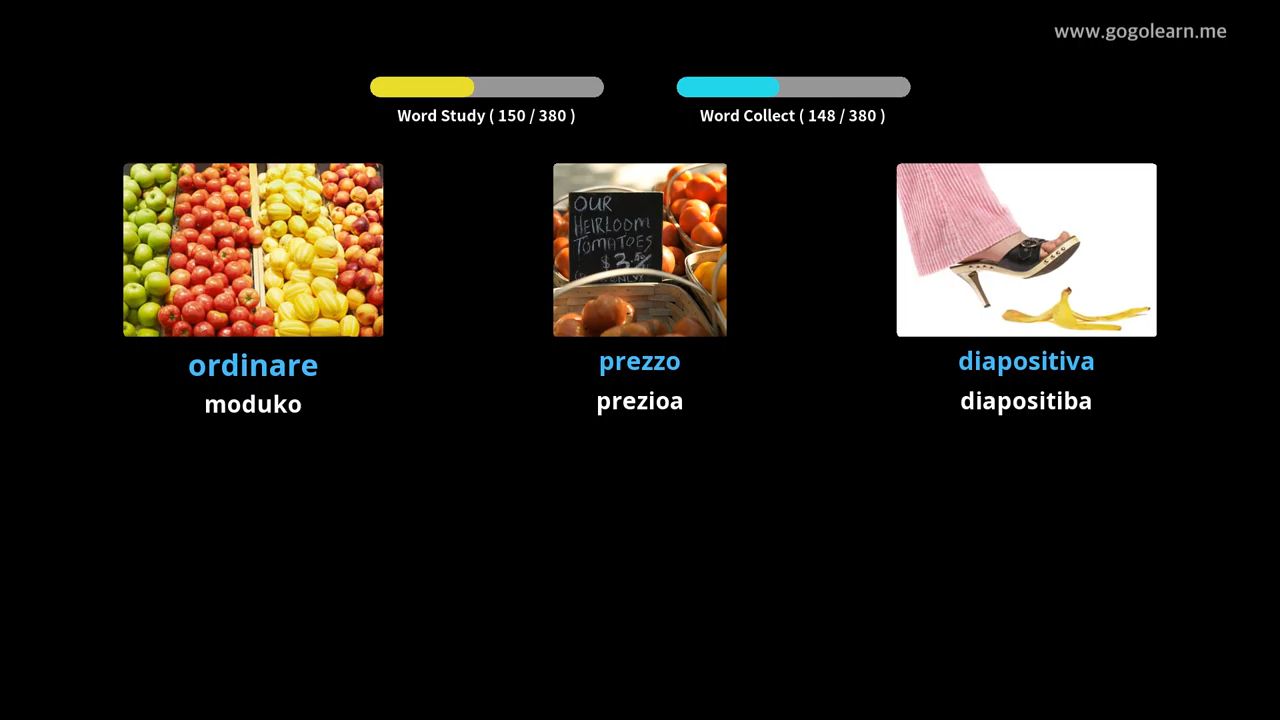 www.gogolearn.me
Word Study ( 150 / 380 )
Word Collect ( 148 / 380 )
OUR
HEIRLOOM
TOMATOES
ordinare
prezzo
diapositiva
moduko
prezioa
diapositiba